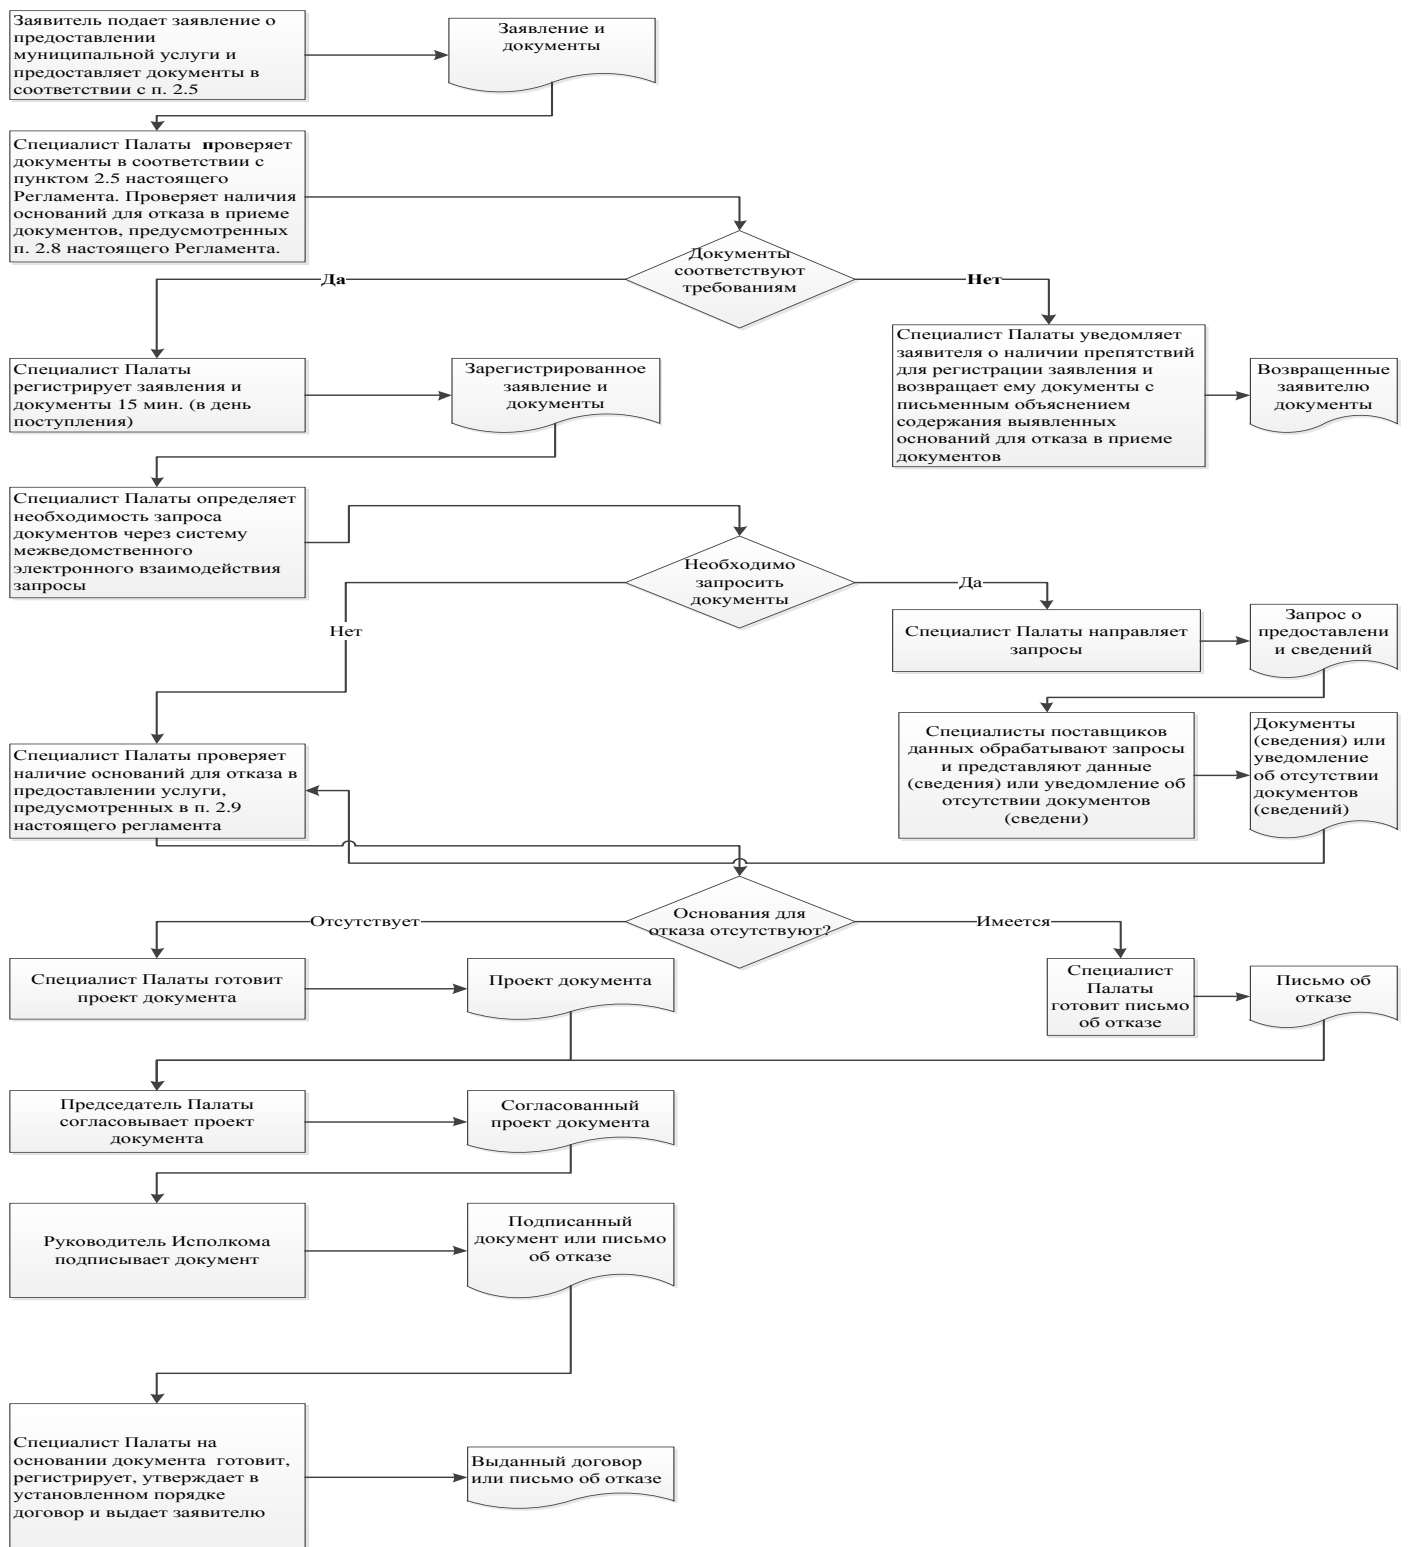 Заявитель подает заявление о
предоставлении
муниципальной услуги и
предоставляет документы в
соответствии с п. 2.5
Заявление и
документы
Специалист Палаты  проверяет
документы в соответствии с
пунктом 2.5 настоящего
Регламента. Проверяет наличия
оснований для отказа в приеме
документов, предусмотренных
п. 2.8 настоящего Регламента.
Документы
соответствуют
требованиям
Да
Нет
Специалист Палаты
регистрирует заявления и
документы 15 мин. (в день
поступления)
Зарегистрированное
заявление и
документы
Специалист Палаты уведомляет
заявителя о наличии препятствий
для регистрации заявления и
возвращает ему документы с
письменным объяснением
содержания выявленных
оснований для отказа в приеме
документов
Возвращенные
заявителю
документы
Специалист Палаты определяет
необходимость запроса
документов через систему
межведомственного
электронного взаимодействия
запросы
Необходимо
запросить
документы
Да
Нет
Специалист Палаты направляет
запросы
Запрос о
предоставлени
и сведений
Специалисты поставщиков
данных обрабатывают запросы
и представляют данные
(сведения) или уведомление об
отсутствии документов
(сведени)
Документы
(сведения) или
уведомление
об отсутствии
документов
(сведений)
Специалист Палаты проверяет
наличие оснований для отказа в
предоставлении услуги,
предусмотренных в п. 2.9
настоящего регламента
Основания для
отказа отсутствуют?
Отсутствует
Имеется
Специалист Палаты готовит
проект документа
Проект документа
Специалист
Палаты
готовит письмо
об отказе
Письмо об
отказе
Председатель Палаты
согласовывает проект
документа
Согласованный
проект документа
Руководитель Исполкома
подписывает документ
Подписанный
документ или письмо
об отказе
Специалист Палаты на
основании документа  готовит,
регистрирует, утверждает в
установленном порядке
договор и выдает заявителю
Выданный договор
или письмо об отказе